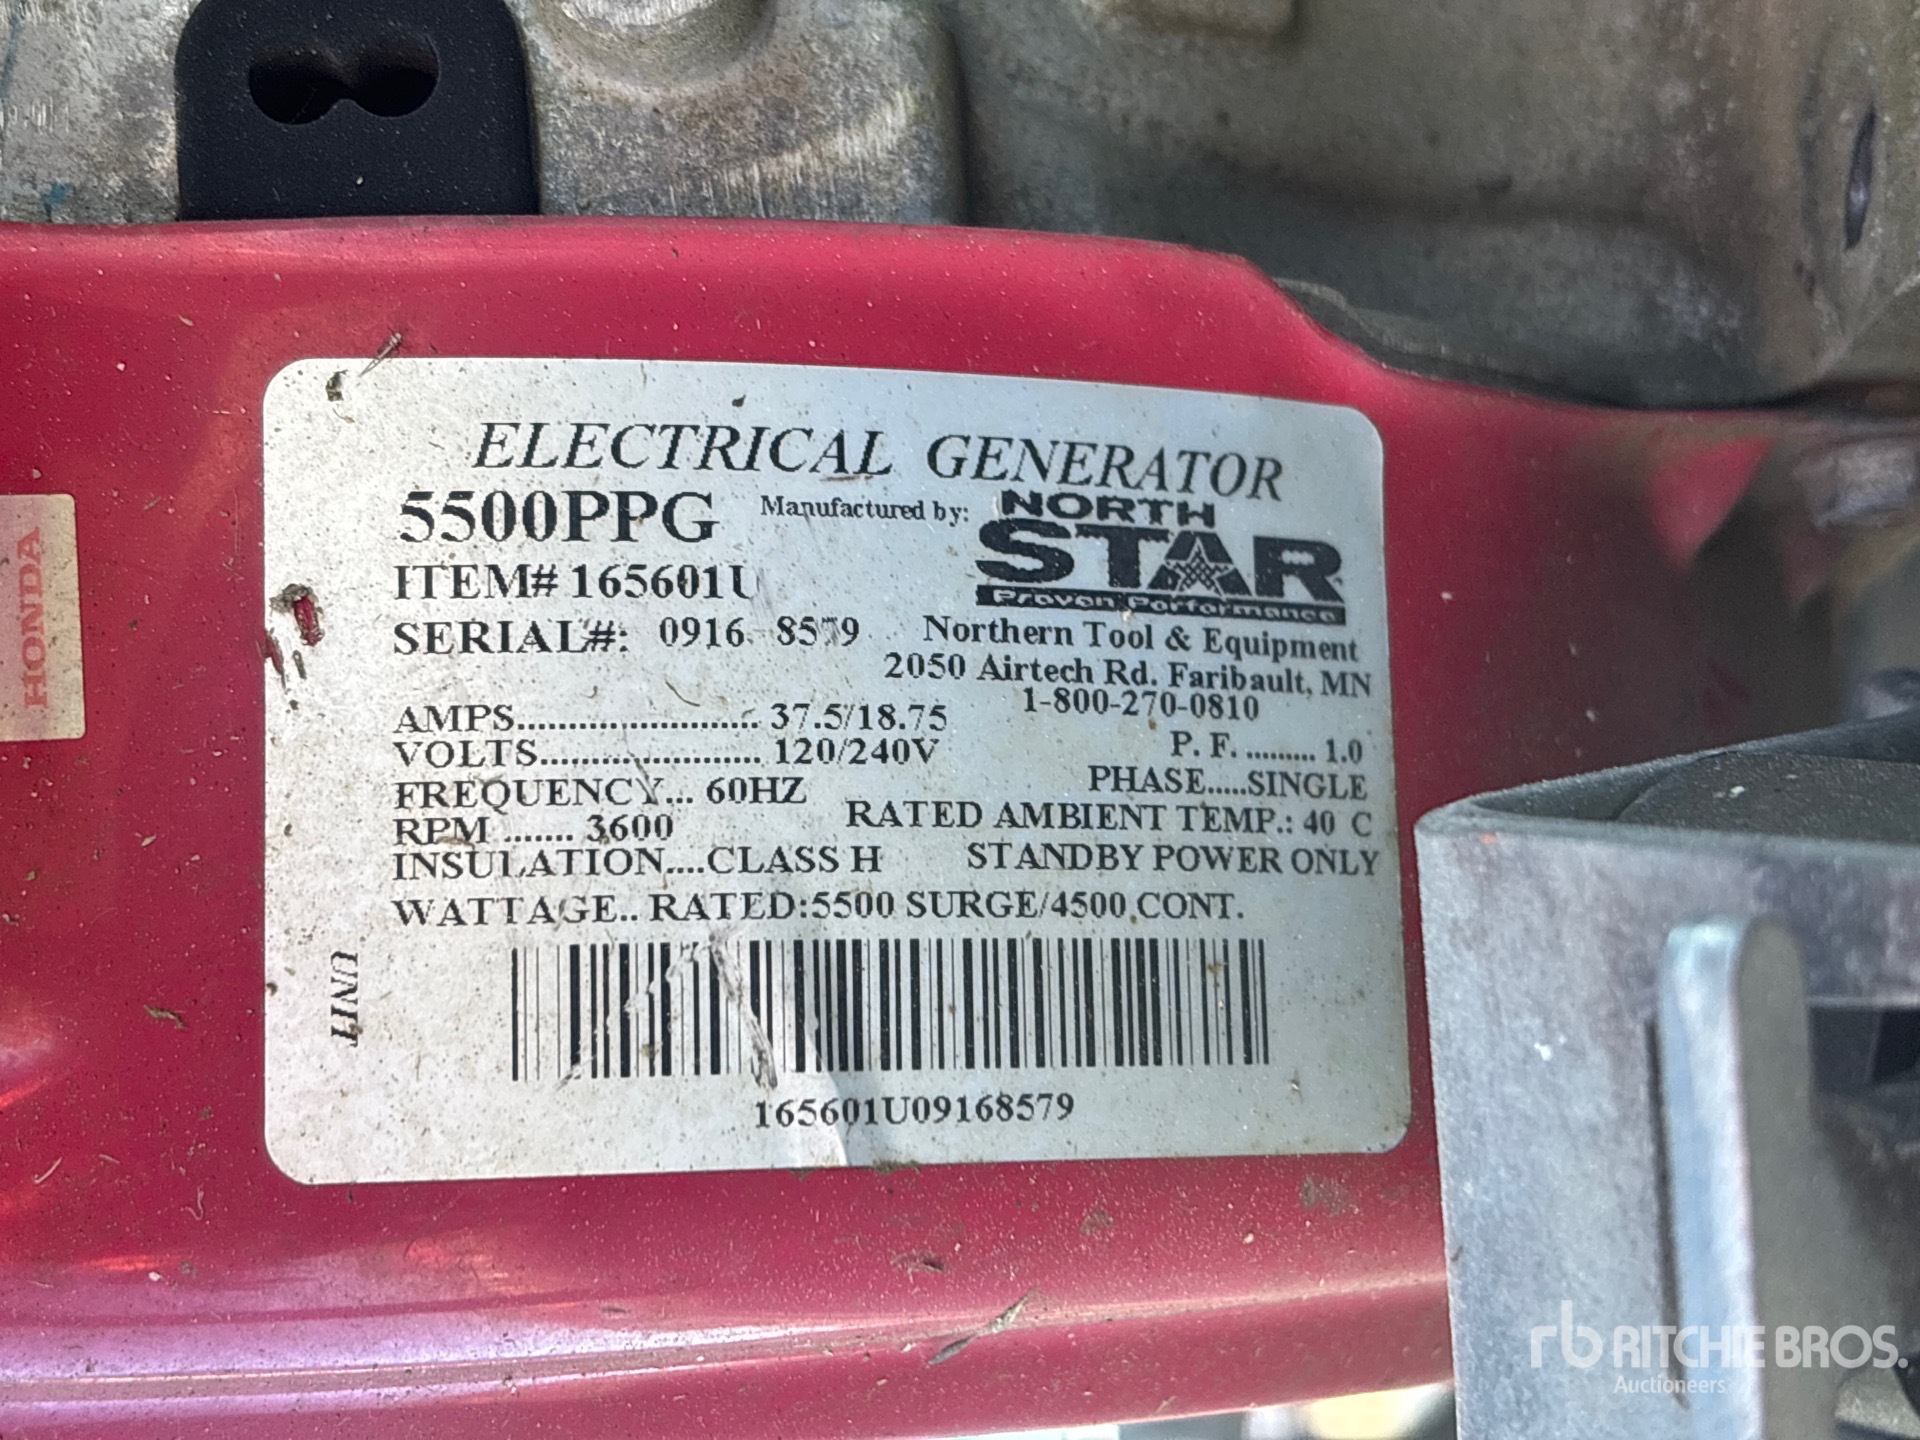 ELECTRICAL GENERATOR
5500PPG Manufactured by: NORTH
STAR
Proven Performance
ITEM# 165601U
SERIAL#: 0916 8579
Northern Tool & Equipment
2050 Airtech Rd. Faribault, MN
1-800-270-0810
AMPS........................ 37.5/18.75
VOLTS...................... 120/240V
P. F. .......... 1.0
FREQUENCY... 60HZ
PHASE.....SINGLE
RPM ....... 3600
RATED AMBIENT TEMP.: 40 C
INSULATION....CLASS H
STANDBY POWER ONLY
WATTAGE.. RATED:5500 SURGE/4500 CONT.
UNIT
165601U09168579
HONDA
rb RITCHIE BROS.
Auctioneers